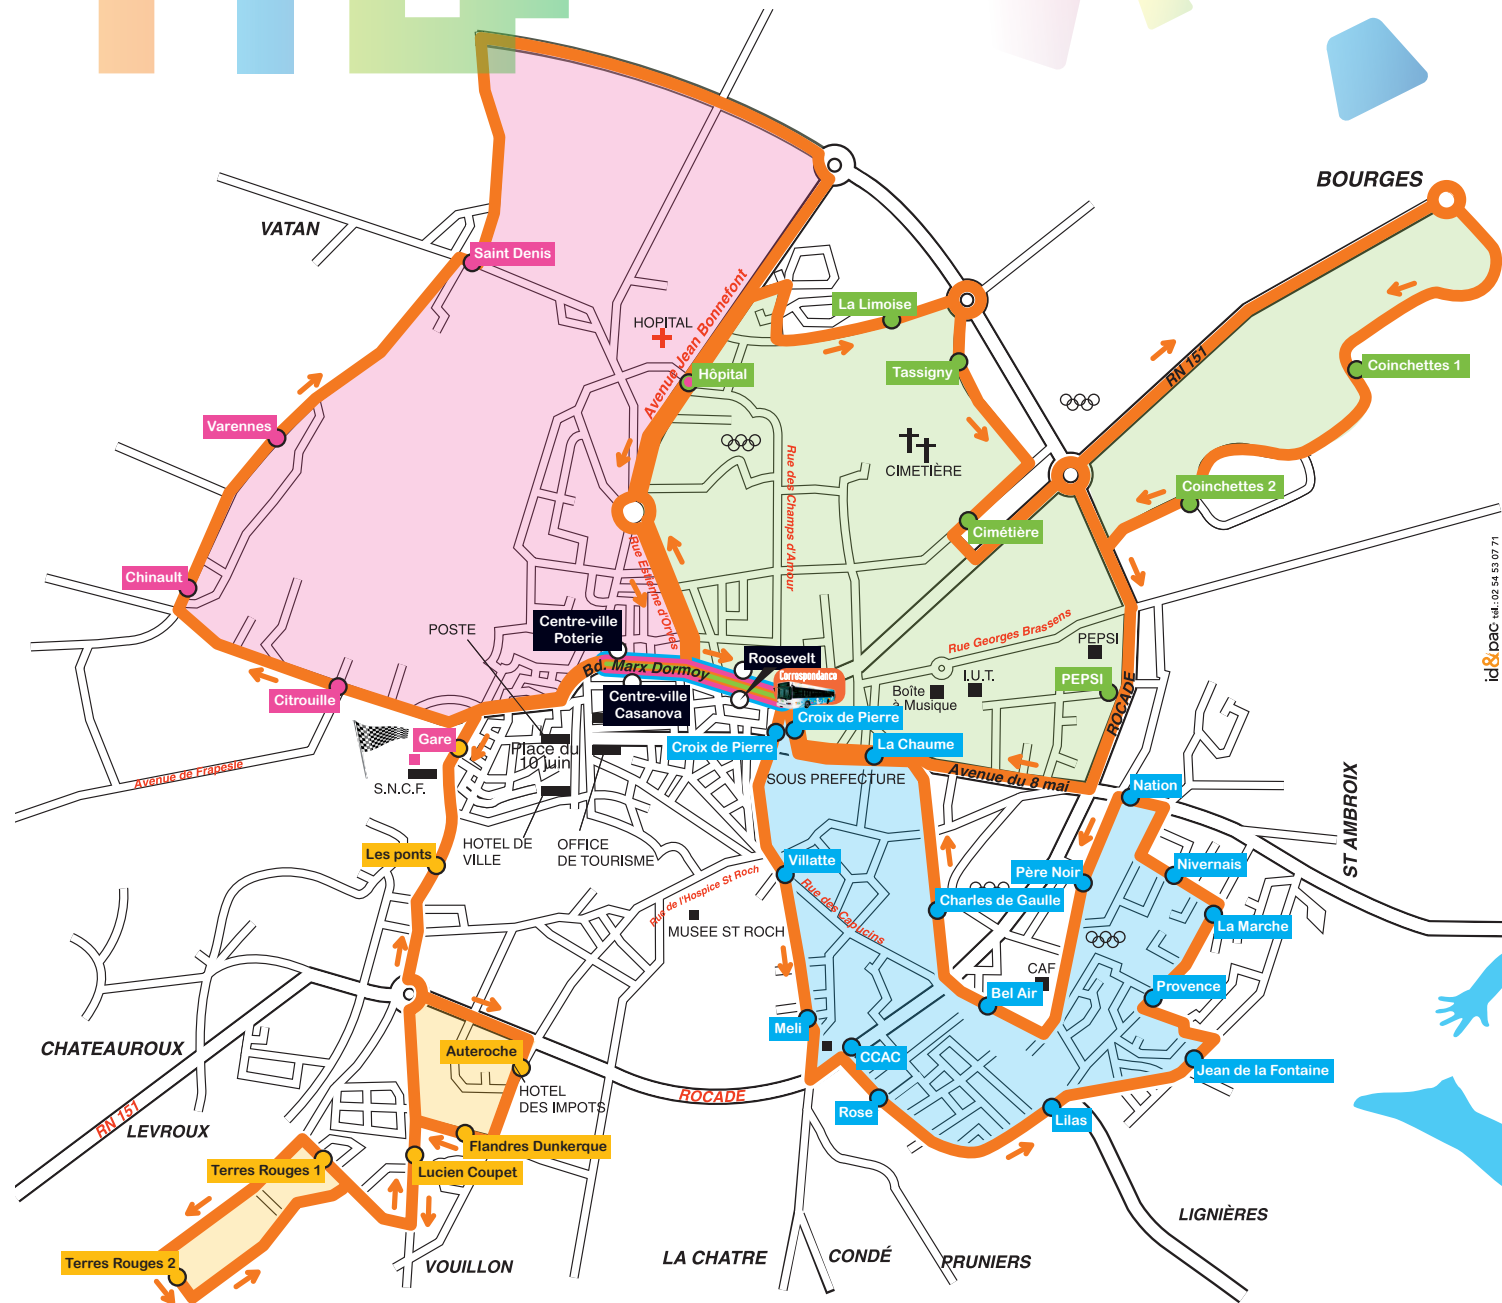 BOURGES
VATAN
Saint Denis
Avenue Jean Bonnefont
La Limoise
HOPITAL
RN 151
Tassigny
Hôpital
Coinchettes 1
Varennes
Rue des Champs d'Amour
CIMETIÈRE
Coinchettes 2
Cimétière
Rue Estienne d'Orves
id&pac tél.: 02 54 53 07 71
Chinault
POSTE
Centre-ville
Poterie
Rue Georges Brassens
PEPSI
Bd. Marx Dormoy
Roosevelt
Correspondance
I.U.T.
PEPSI
Boîte
à Musique
Citrouille
Centre-ville
Casanova
ROCADE
Croix de Pierre
Gare
Place du
10 juin
Croix de Pierre
La Chaume
Avenue de Frapesle
S.N.C.F.
SOUS PREFECTURE
Avenue du 8 mai
Nation
ST AMBROIX
HOTEL DE
VILLE
OFFICE
DE TOURISME
Les ponts
Villatte
Père Noir
Nivernais
Rue de l'Hospice St Roch
Rue des Capucins
Charles de Gaulle
MUSEE ST ROCH
La Marche
CAF
Bel Air
Provence
Meli
CHATEAUROUX
Auteroche
CCAC
Jean de la Fontaine
HOTEL
DES IMPOTS
ROCADE
Rose
Lilas
RN 151
LEVROUX
Flandres Dunkerque
Terres Rouges 1
Lucien Coupet
LIGNIÈRES
Terres Rouges 2
VOUILLON
LA CHATRE
CONDÉ
PRUNIERS